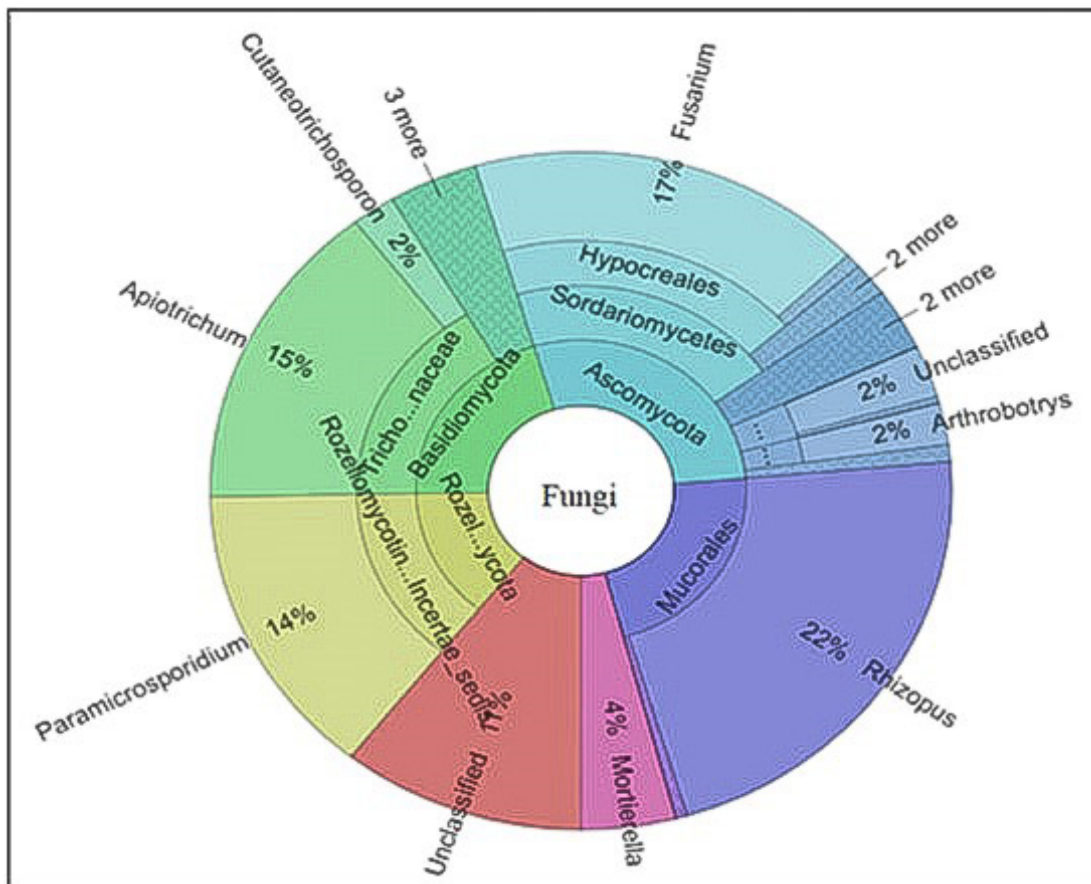 Cutaneotrichosporon
2%
3 more
17% Fusarium
Hypocreales
Sordariomycetes
Ascomycota
2 more
2 more
Unclassified
2%
Arthrobotrys
2%
...
...
Apiotrichum
15%
Tricho...naceae
Basidiomycota
Fungi
Rozel...ycota
Rozellomycotin...Incertae_sedis
Paramicrosporidium
14%
Unclassified
4% Mortierella
Mucorales
22% Rhizopus